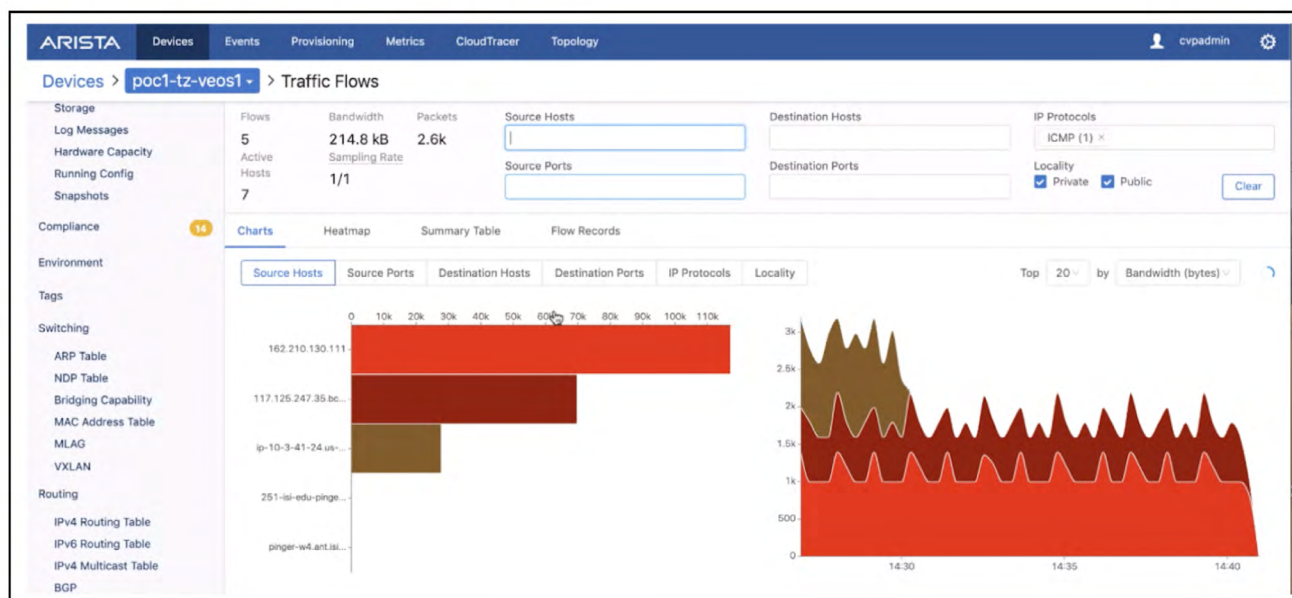 ARISTA Devices Events Provisioning Metrics CloudTracer Topology cvpadmin
Devices > poc1-tz-veos1 > Traffic Flows
Storage
Log Messages
Hardware Capacity
Running Config
Snapshots
Compliance 14
Environment
Tags
Switching
ARP Table
NDP Table
Bridging Capability
MAC Address Table
MLAG
VXLAN
Routing
IPv4 Routing Table
IPv6 Routing Table
IPv4 Multicast Table
BGP
Flows Bandwidth Packets
5 214.8 kB 2.6k
Active Sampling Rate
Hosts 1/1
7
Source Hosts Destination Hosts IP Protocols
ICMP (1) ×
Source Ports Destination Ports Locality
Private Public Clear
Charts Heatmap Summary Table Flow Records
Source Hosts Source Ports Destination Hosts Destination Ports IP Protocols Locality Top 20 by Bandwidth (bytes)
0 10k 20k 30k 40k 50k 60k 70k 80k 90k 100k 110k
162.210.130.111
117.125.247.35.bc...
ip-10-3-41-24.us-...
251-isi-edu-pinge...
pinger-w4.ant.isi...
3k
2.5k
2k
1.5k
1k
500
0
14:30 14:35 14:40